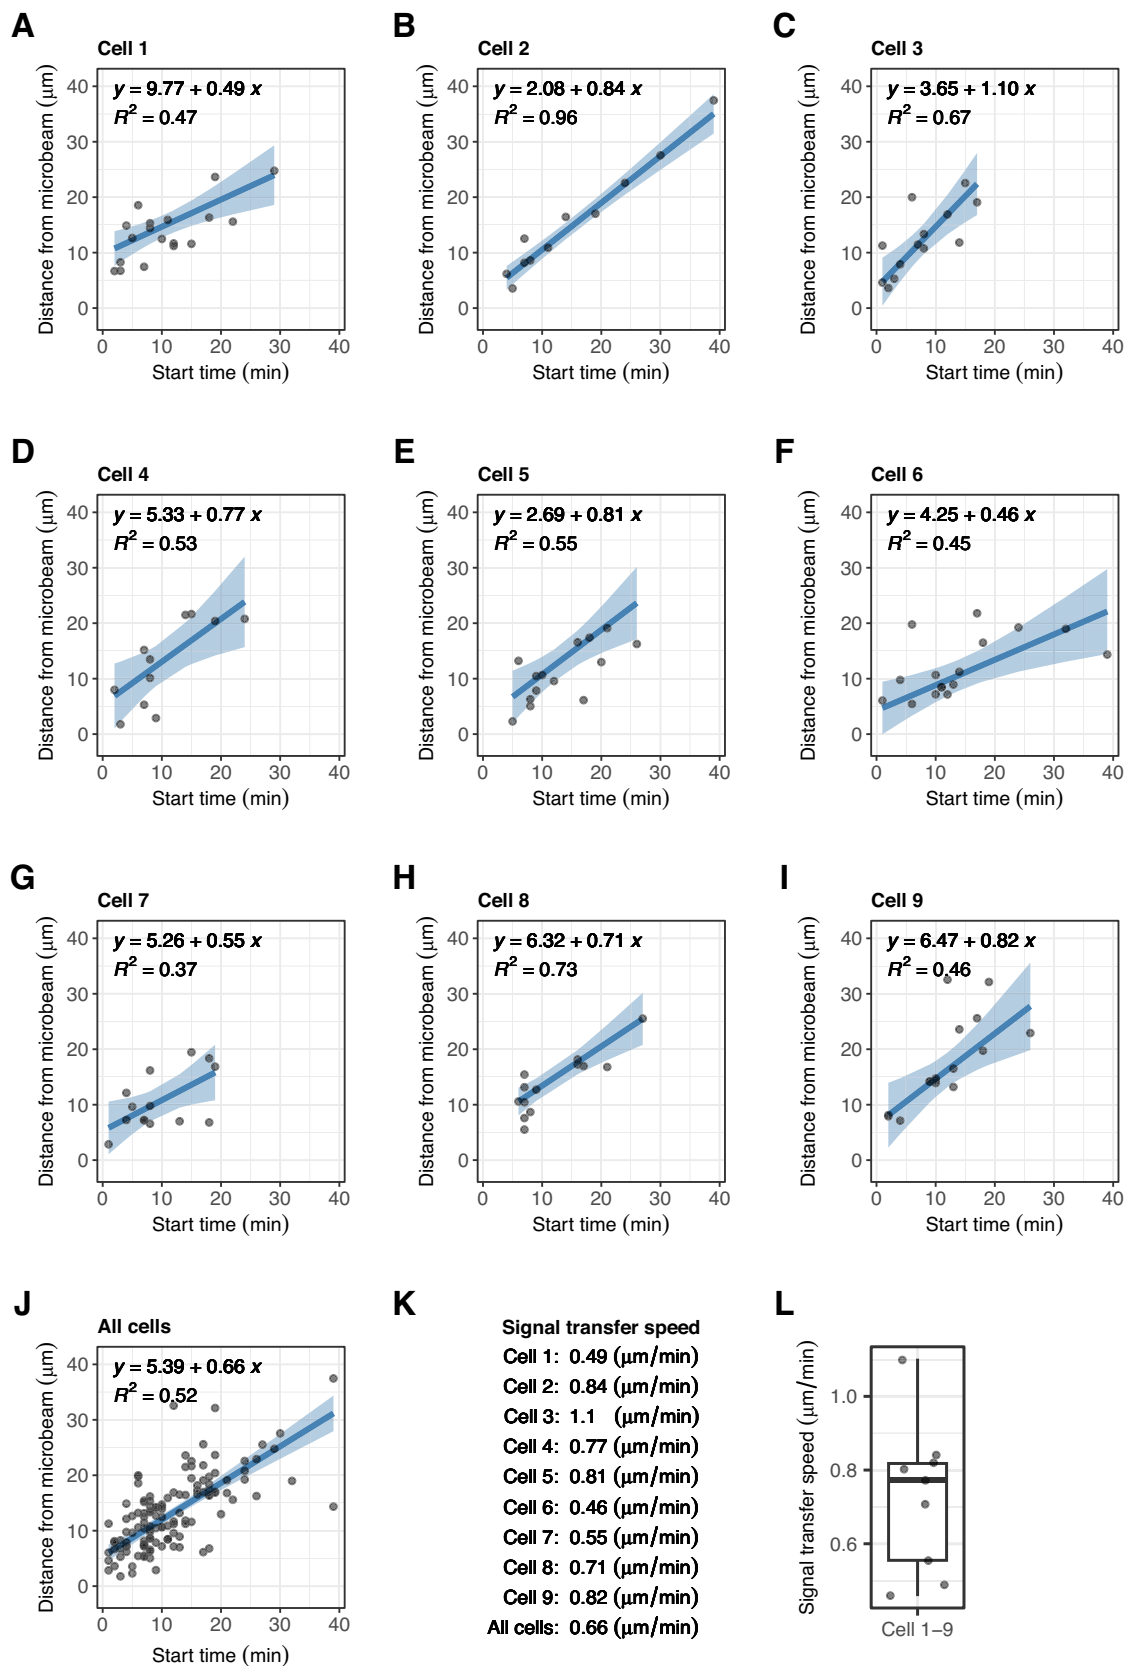 A
Cell 1
y = 9.77 + 0.49 x
R² = 0.47
Distance from microbeam (μm)
40
30
20
10
0
0 10 20 30 40
Start time (min)
B
Cell 2
y = 2.08 + 0.84 x
R² = 0.96
Distance from microbeam (μm)
40
30
20
10
0
0 10 20 30 40
Start time (min)
C
Cell 3
y = 3.65 + 1.10 x
R² = 0.67
Distance from microbeam (μm)
40
30
20
10
0
0 10 20 30 40
Start time (min)
D
Cell 4
y = 5.33 + 0.77 x
R² = 0.53
Distance from microbeam (μm)
40
30
20
10
0
0 10 20 30 40
Start time (min)
E
Cell 5
y = 2.69 + 0.81 x
R² = 0.55
Distance from microbeam (μm)
40
30
20
10
0
0 10 20 30 40
Start time (min)
F
Cell 6
y = 4.25 + 0.46 x
R² = 0.45
Distance from microbeam (μm)
40
30
20
10
0
0 10 20 30 40
Start time (min)
G
Cell 7
y = 5.26 + 0.55 x
R² = 0.37
Distance from microbeam (μm)
40
30
20
10
0
0 10 20 30 40
Start time (min)
H
Cell 8
y = 6.32 + 0.71 x
R² = 0.73
Distance from microbeam (μm)
40
30
20
10
0
0 10 20 30 40
Start time (min)
I
Cell 9
y = 6.47 + 0.82 x
R² = 0.46
Distance from microbeam (μm)
40
30
20
10
0
0 10 20 30 40
Start time (min)
J
All cells
y = 5.39 + 0.66 x
R² = 0.52
Distance from microbeam (μm)
40
30
20
10
0
0 10 20 30 40
Start time (min)
K
Signal transfer speed
Cell 1: 0.49 (μm/min)
Cell 2: 0.84 (μm/min)
Cell 3: 1.1 (μm/min)
Cell 4: 0.77 (μm/min)
Cell 5: 0.81 (μm/min)
Cell 6: 0.46 (μm/min)
Cell 7: 0.55 (μm/min)
Cell 8: 0.71 (μm/min)
Cell 9: 0.82 (μm/min)
All cells: 0.66 (μm/min)
L
Signal transfer speed (μm/min)
1.0
0.8
0.6
Cell 1–9